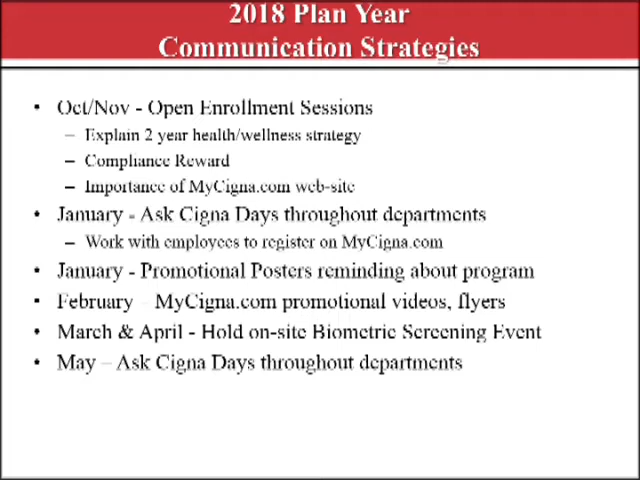 2018 Plan Year
Communication Strategies
• Oct/Nov - Open Enrollment Sessions
– Explain 2 year health/wellness strategy
– Compliance Reward
– Importance of MyCigna.com web-site
• January - Ask Cigna Days throughout departments
– Work with employees to register on MyCigna.com
• January - Promotional Posters reminding about program
• February – MyCigna.com promotional videos, flyers
• March & April - Hold on-site Biometric Screening Event
• May – Ask Cigna Days throughout departments